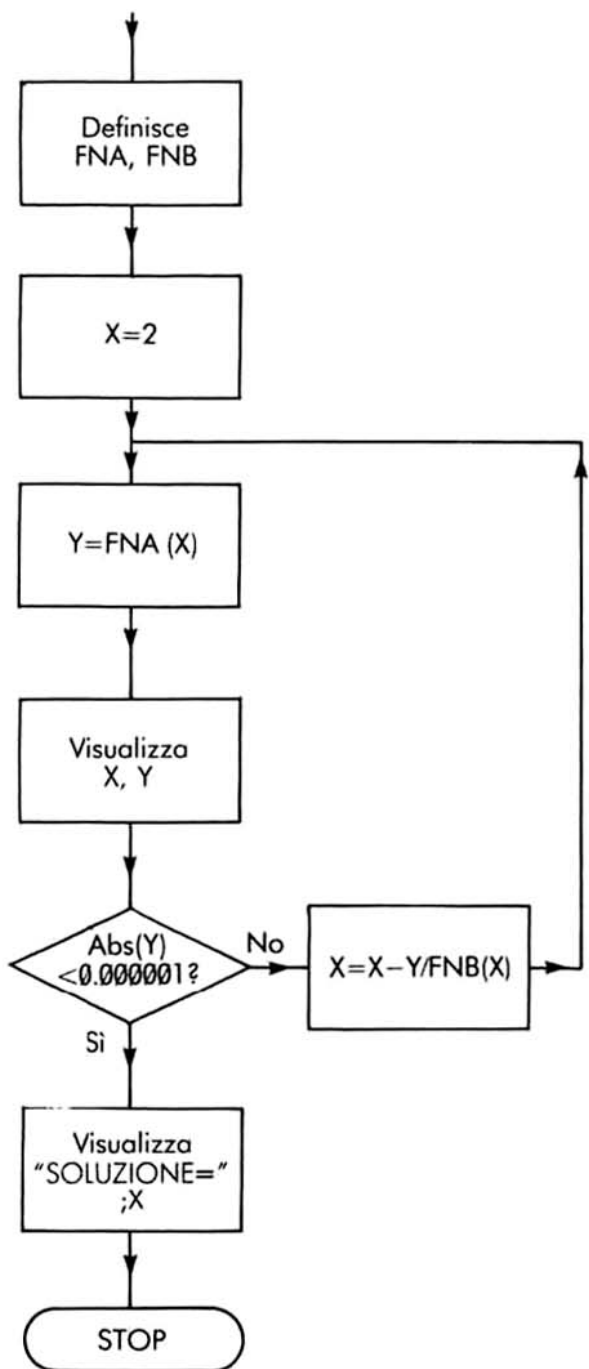 Definisce
FNA, FNB
X=2
Y=FNA (X)
Visualizza
X, Y
Abs(Y)
<0.000001?
No
X=X−Y/FNB(X)
Sì
Visualizza
"SOLUZIONE="
;X
STOP